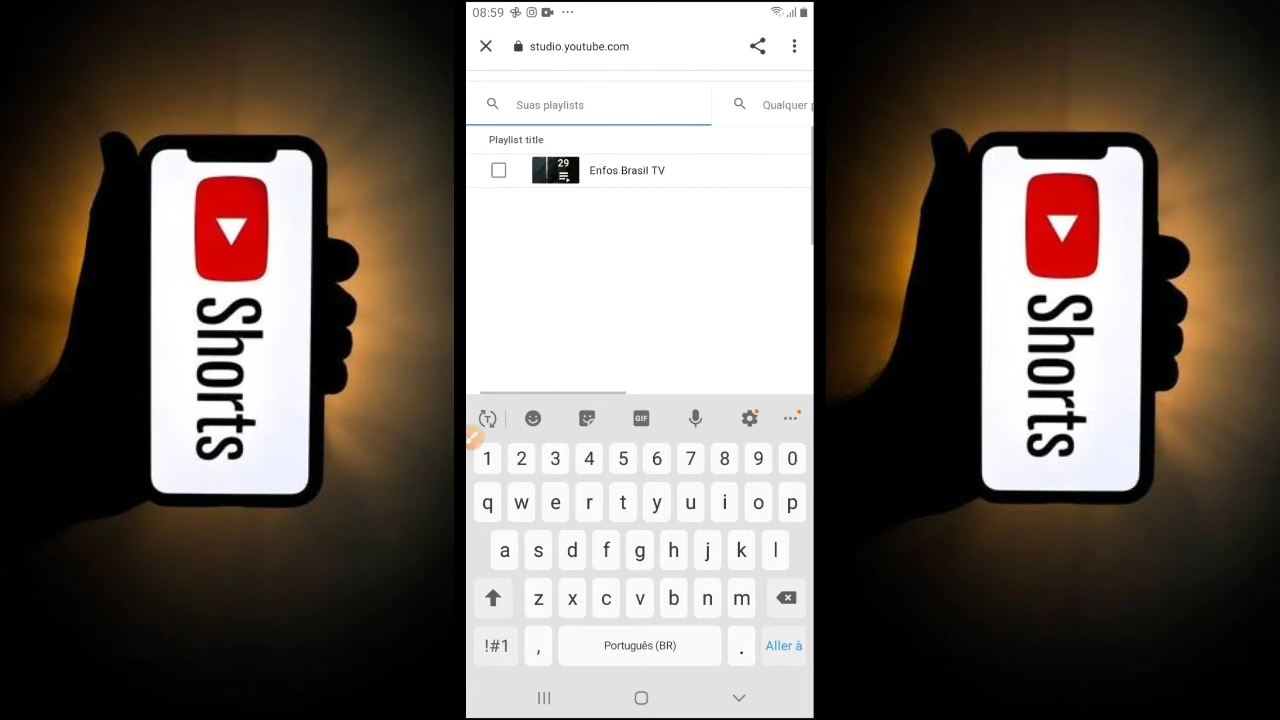 Shorts
08:59
studio.youtube.com
Suas playlists
Qualquer
Playlist title
29
Enfos Brasil TV
GIF
1 2 3 4 5 6 7 8 9 0
q w e r t y u i o p
a s d f g h j k l
z x c v b n m
!#1 , Português (BR) . Aller à
Shorts